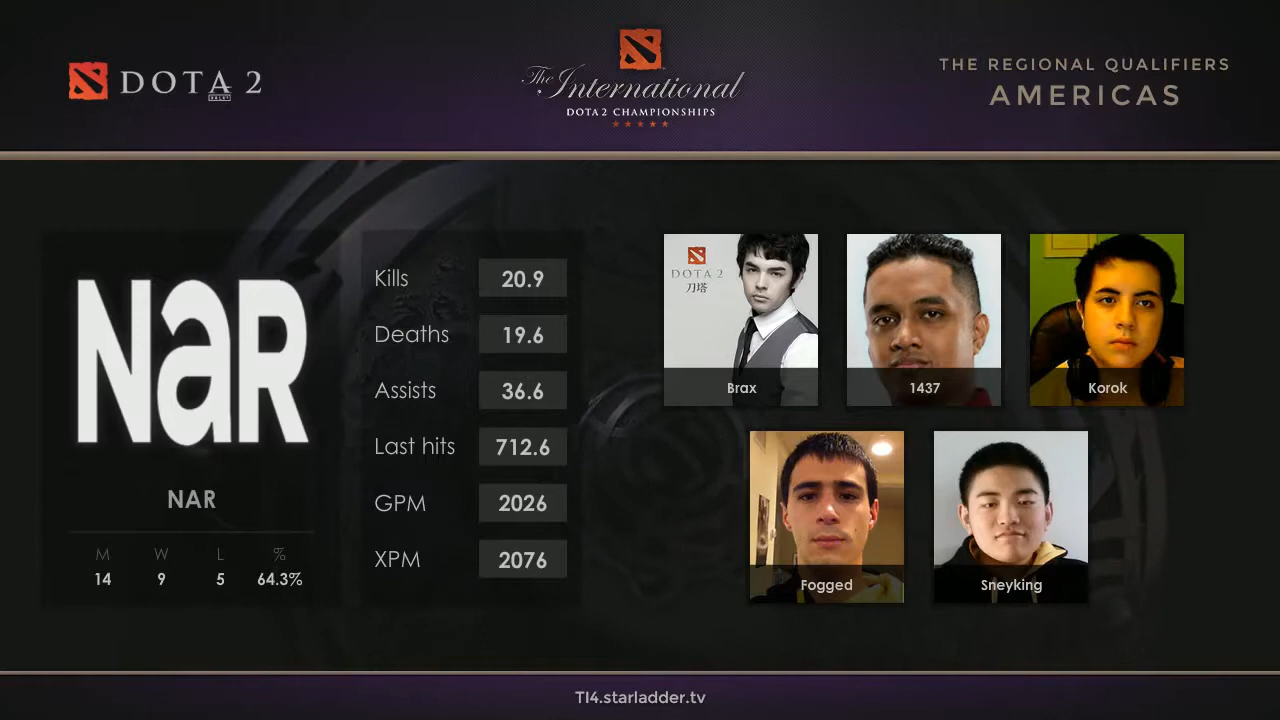 DOTA 2
The International
DOTA 2 CHAMPIONSHIPS
THE REGIONAL QUALIFIERS
AMERICAS
NaR
NAR
M W L %
14 9 5 64.3%
Kills 20.9
Deaths 19.6
Assists 36.6
Last hits 712.6
GPM 2026
XPM 2076
DOTA 2
刀塔
Brax
1437
Korok
Fogged
Sneyking
TI4.starladder.tv